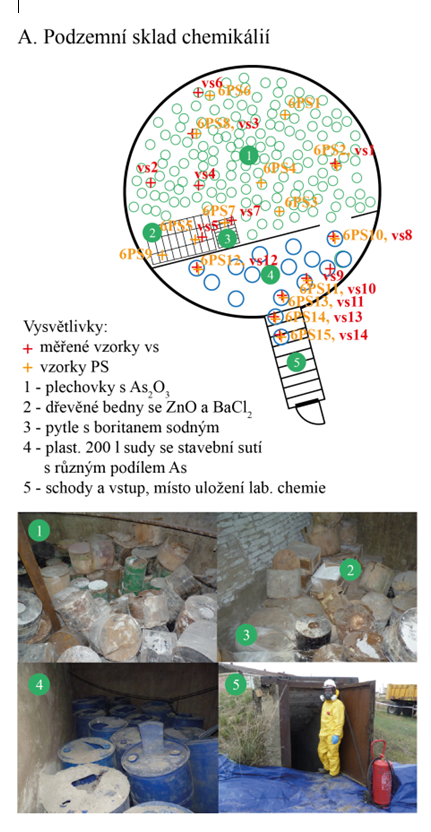 A. Podzemní sklad chemikálií
vs6
6PS6
6PS1
6PS8, vs3
1
6PS2, vs1
vs2
vs4
6PS4
6PS7
vs7
6PS3
6PS5
vs5
2
3
6PS9
6PS10, vs8
6PS12, vs12
4
vs9
6PS11, vs10
6PS13, vs11
6PS14, vs13
6PS15, vs14
5
Vysvětlivky:
+ měřené vzorky vs
+ vzorky PS
1 - plechovky s As₂O₃
2 - dřevěné bedny se ZnO a BaCl₂
3 - pytle s boritanem sodným
4 - plast. 200 l sudy se stavební sutí
s různým podílem As
5 - schody a vstup, místo uložení lab. chemie
1
2
3
4
5